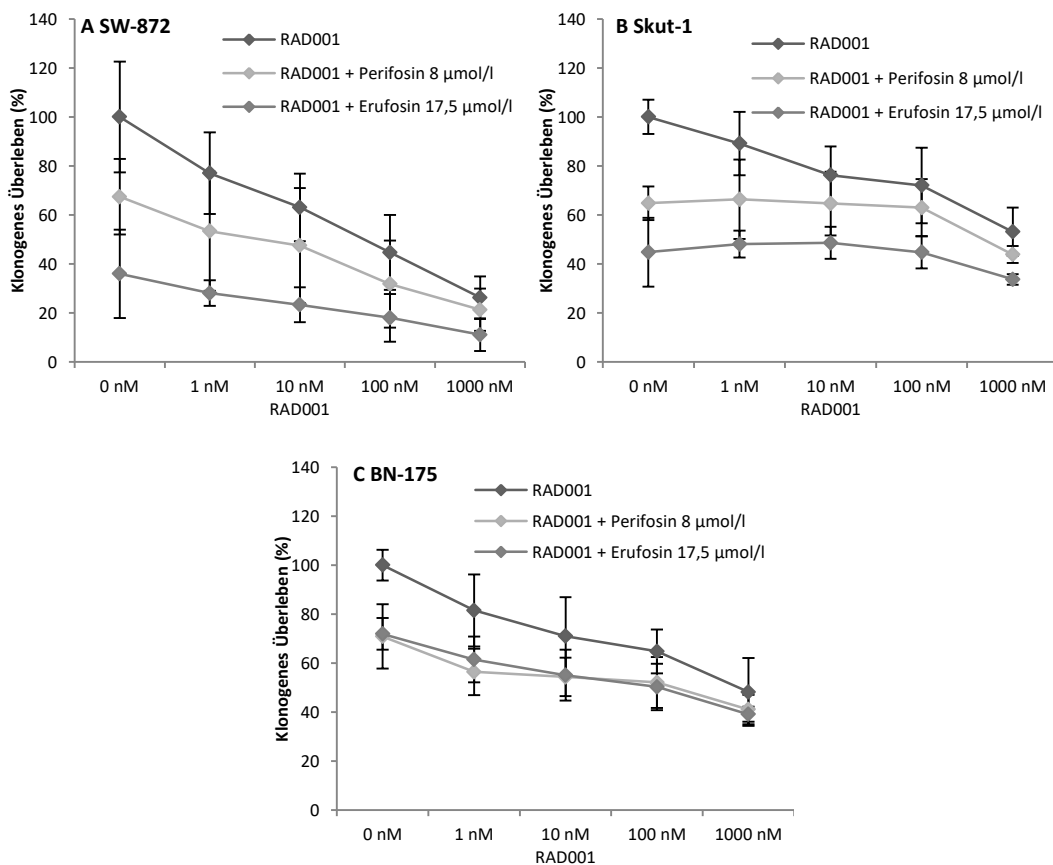 A SW-872
RAD001
RAD001 + Perifosin 8 µmol/l
RAD001 + Erufosin 17,5 µmol/l
Klonogenes Überleben (%)
140
120
100
80
60
40
20
0
0 nM 1 nM 10 nM 100 nM 1000 nM
RAD001
B Skut-1
RAD001
RAD001 + Perifosin 8 µmol/l
RAD001 + Erufosin 17,5 µmol/l
Klonogenes Überleben (%)
140
120
100
80
60
40
20
0
0 nM 1 nM 10 nM 100 nM 1000 nM
RAD001
C BN-175
RAD001
RAD001 + Perifosin 8 µmol/l
RAD001 + Erufosin 17,5 µmol/l
Klonogenes Überleben (%)
140
120
100
80
60
40
20
0
0 nM 1 nM 10 nM 100 nM 1000 nM
RAD001